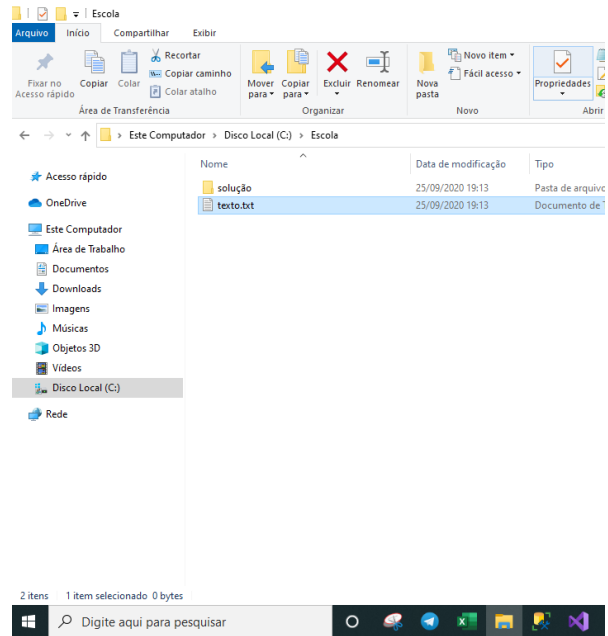 Escola
Arquivo Início Compartilhar Exibir
Fixar no Acesso rápido
Copiar
Colar
Recortar
Copiar caminho
Colar atalho
Área de Transferência
Mover para
Copiar para
Excluir
Renomear
Organizar
Nova pasta
Novo item
Fácil acesso
Novo
Propriedades
Abrir
Este Computador > Disco Local (C:) > Escola
Nome Data de modificação Tipo
solução 25/09/2020 19:13 Pasta de arquivo
texto.txt 25/09/2020 19:13 Documento de
Acesso rápido
OneDrive
Este Computador
Área de Trabalho
Documentos
Downloads
Imagens
Músicas
Objetos 3D
Vídeos
Disco Local (C:)
Rede
2 itens 1 item selecionado 0 bytes
Digite aqui para pesquisar